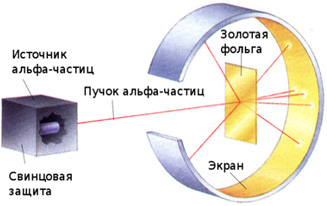 Источник
альфа-частиц
Пучок альфа-частиц
Золотая
фольга
Свинцовая
защита
Экран